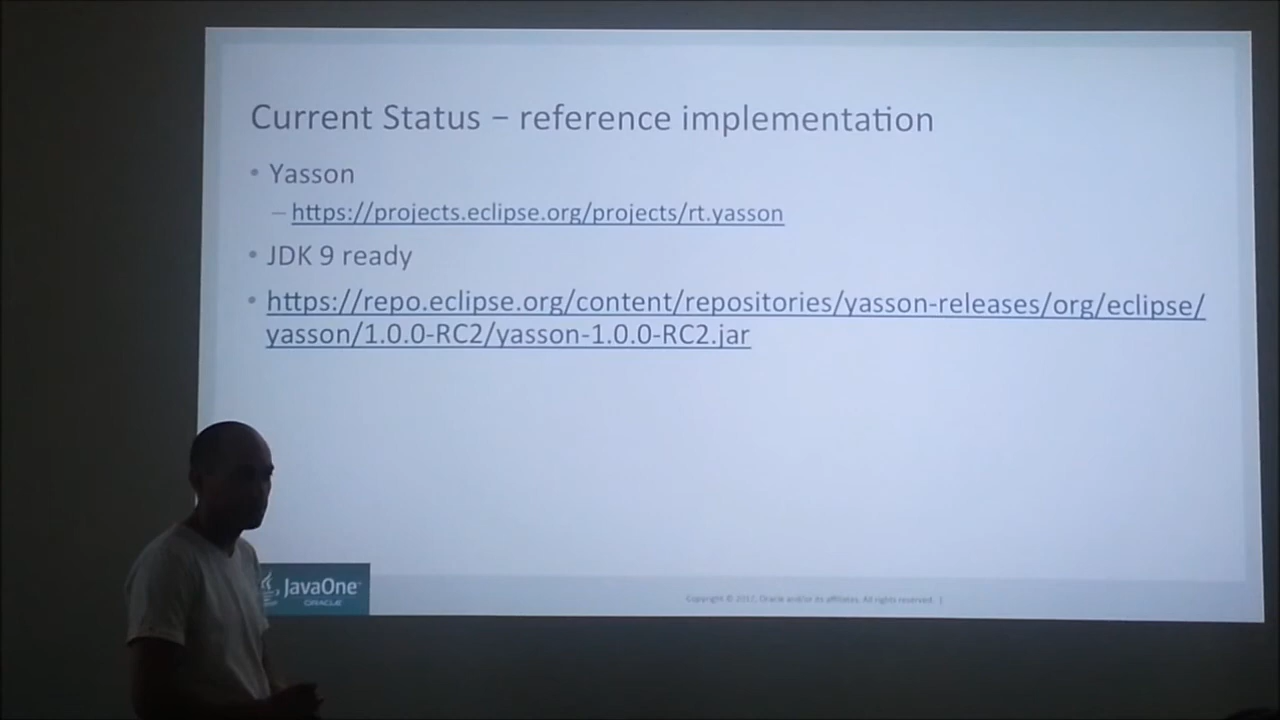 Current Status – reference implementation
• Yasson
– https://projects.eclipse.org/projects/rt.yasson
• JDK 9 ready
• https://repo.eclipse.org/content/repositories/yasson-releases/org/eclipse/
yasson/1.0.0-RC2/yasson-1.0.0-RC2.jar
JavaOne
ORACLE
Copyright © 2017, Oracle and/or its affiliates. All rights reserved. |